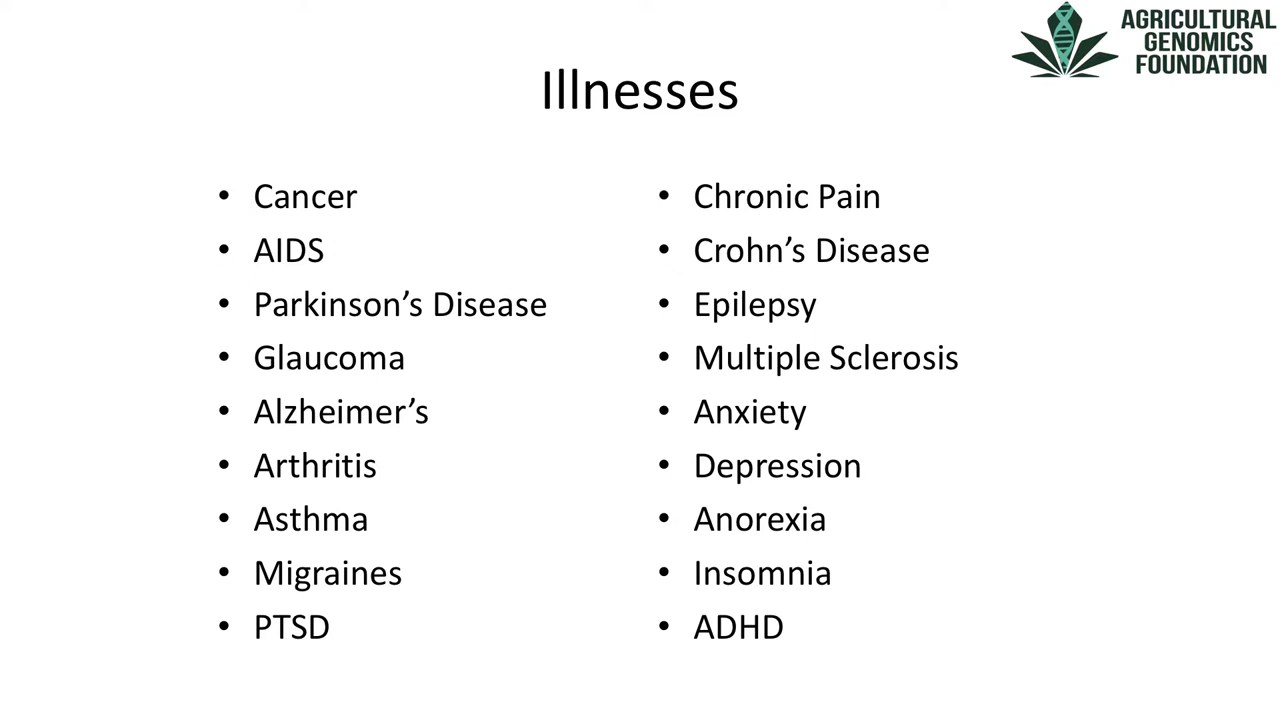 AGRICULTURAL
GENOMICS
FOUNDATION
Illnesses
• Cancer
• AIDS
• Parkinson’s Disease
• Glaucoma
• Alzheimer’s
• Arthritis
• Asthma
• Migraines
• PTSD
• Chronic Pain
• Crohn’s Disease
• Epilepsy
• Multiple Sclerosis
• Anxiety
• Depression
• Anorexia
• Insomnia
• ADHD